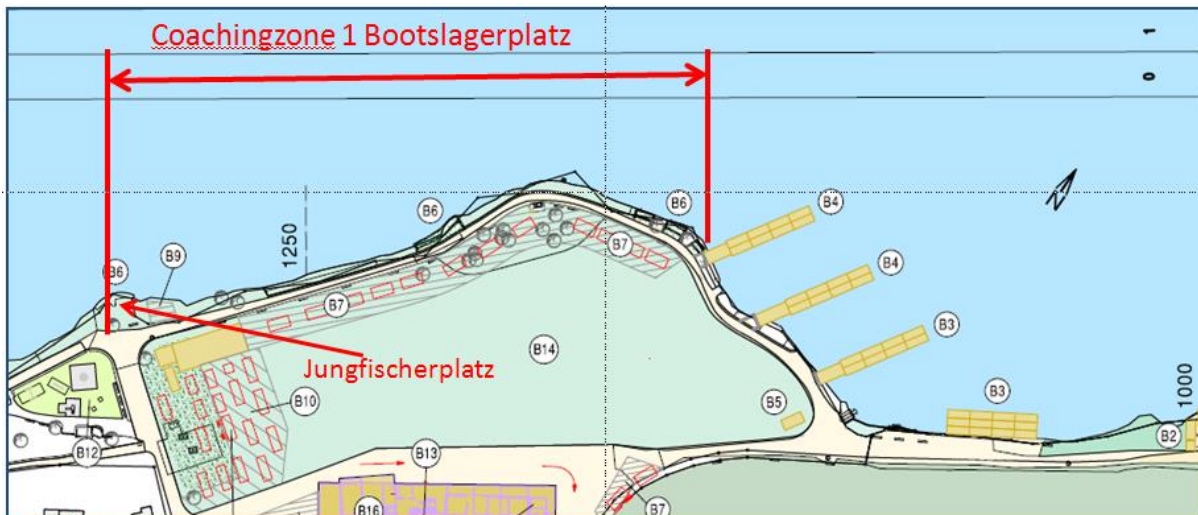 Coachingzone 1 Bootslagerplatz
1
0
N
B4
B6
B6
B4
B7
B9
B6
1250
B7
B3
Jungfischerplatz
B14
1000
B10
B5
B3
B2
B12
B13
B16
B7